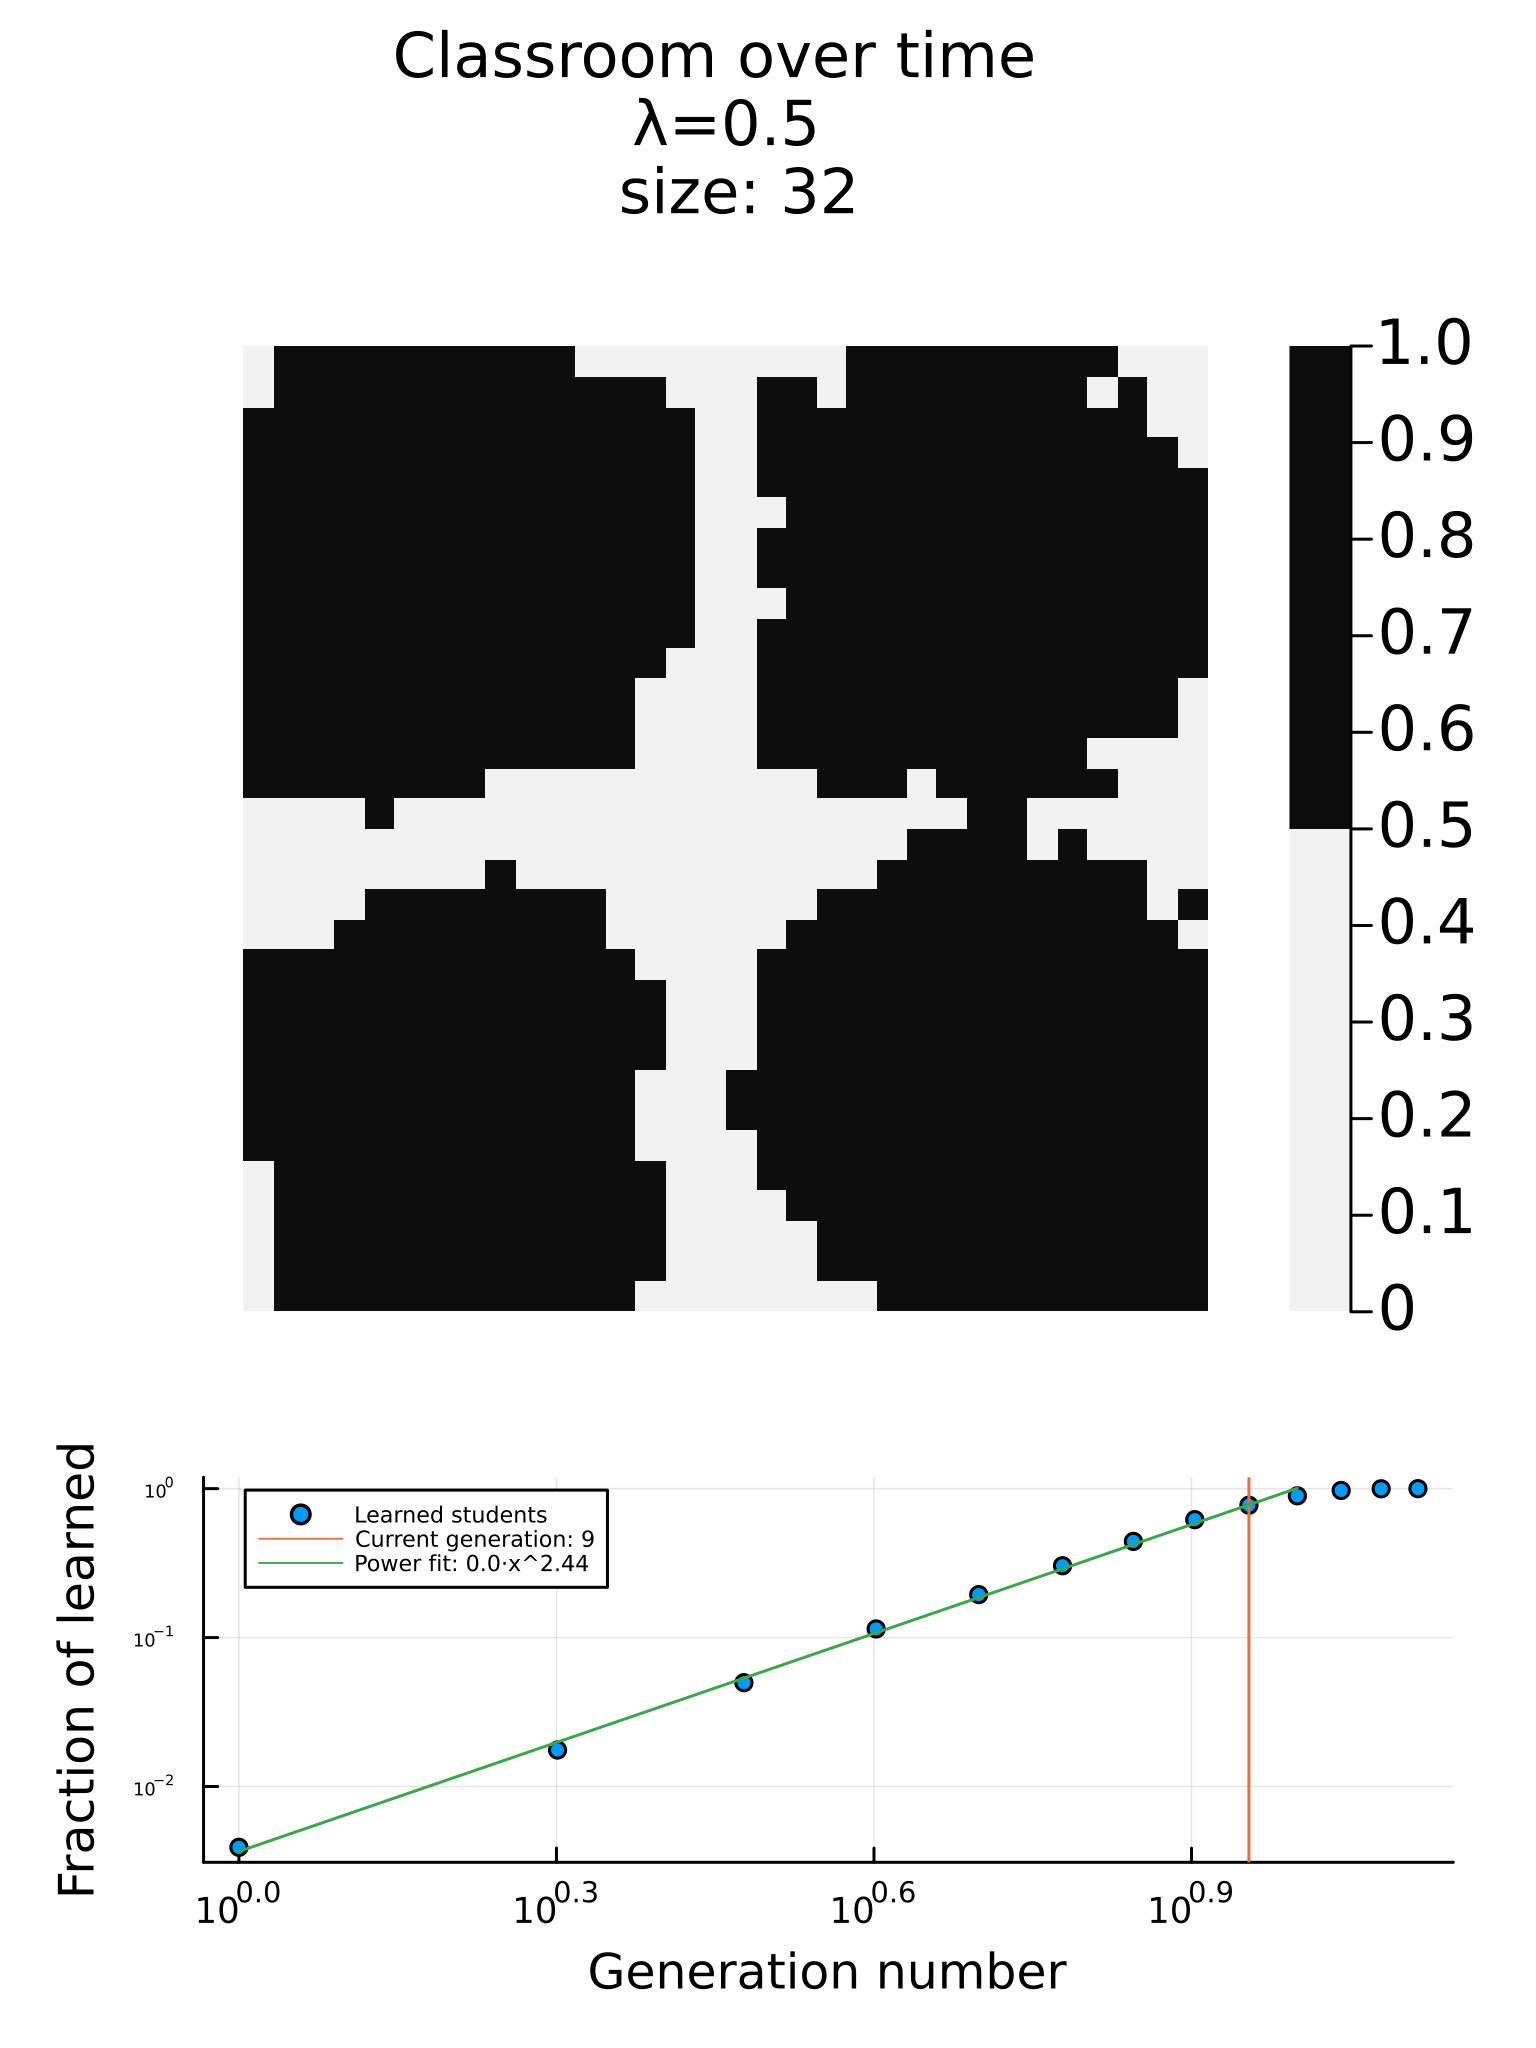 Classroom over time
λ=0.5
size: 32
1.0
0.9
0.8
0.7
0.6
0.5
0.4
0.3
0.2
0.1
0
Fraction of learned
10⁰
10⁻¹
10⁻²
Learned students
Current generation: 9
Power fit: 0.0·x^2.44
10^0.0
10^0.3
10^0.6
10^0.9
Generation number